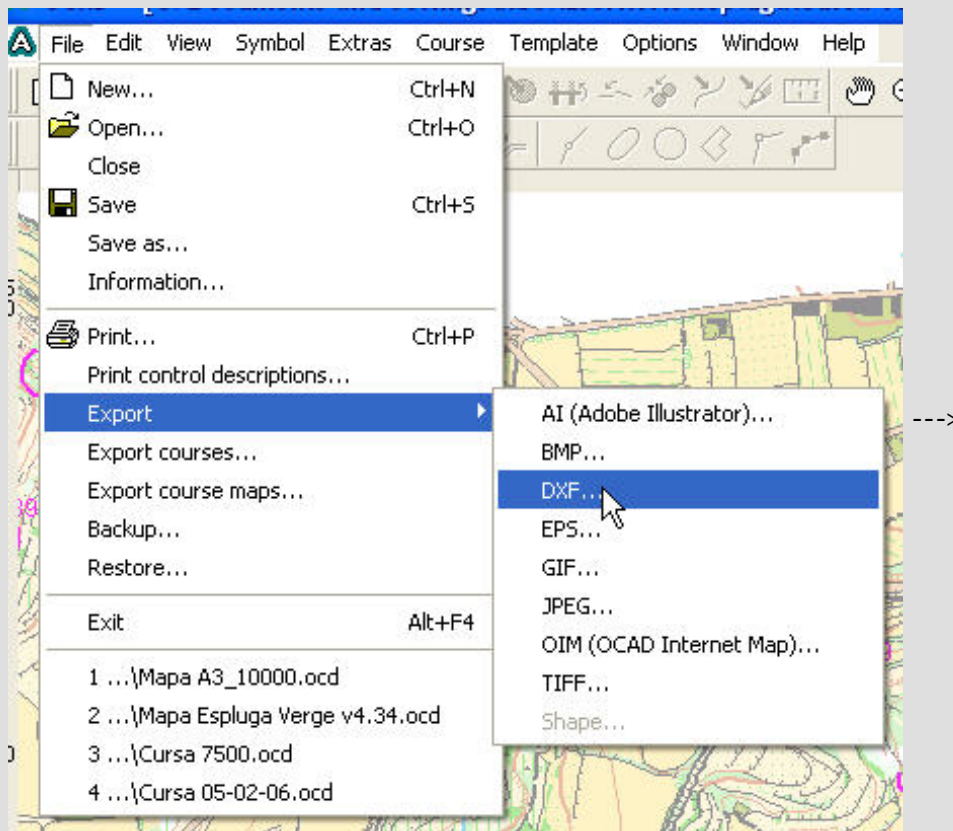 File Edit View Symbol Extras Course Template Options Window Help
New... Ctrl+N
Open... Ctrl+O
Close
Save Ctrl+S
Save as...
Information...
Print... Ctrl+P
Print control descriptions...
Export
Export courses...
Export course maps...
Backup...
Restore...
Exit Alt+F4
1 ...\Mapa A3_10000.ocd
2 ...\Mapa Espluga Verge v4.34.ocd
3 ...\Cursa 7500.ocd
4 ...\Cursa 05-02-06.ocd
AI (Adobe Illustrator)...
BMP...
DXF...
EPS...
GIF...
JPEG...
OIM (OCAD Internet Map)...
TIFF...
Shape...
--->